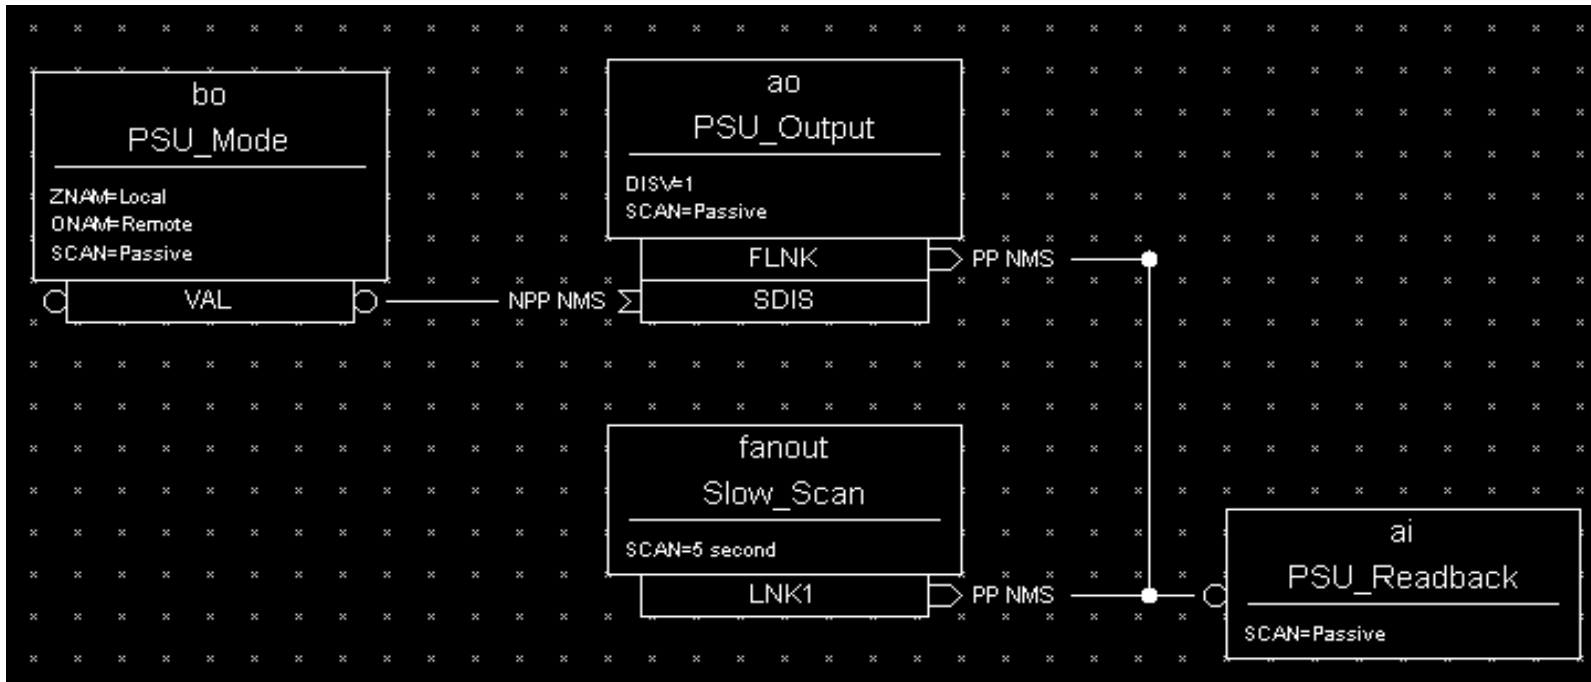 bo
PSU_Mode
ZNAM=Local
ONAM=Remote
SCAN=Passive
VAL
ao
PSU_Output
DISV=1
SCAN=Passive
FLNK
PP NMS
NPP NMS
SDIS
fanout
Slow_Scan
SCAN=5 second
LNK1
PP NMS
ai
PSU_Readback
SCAN=Passive